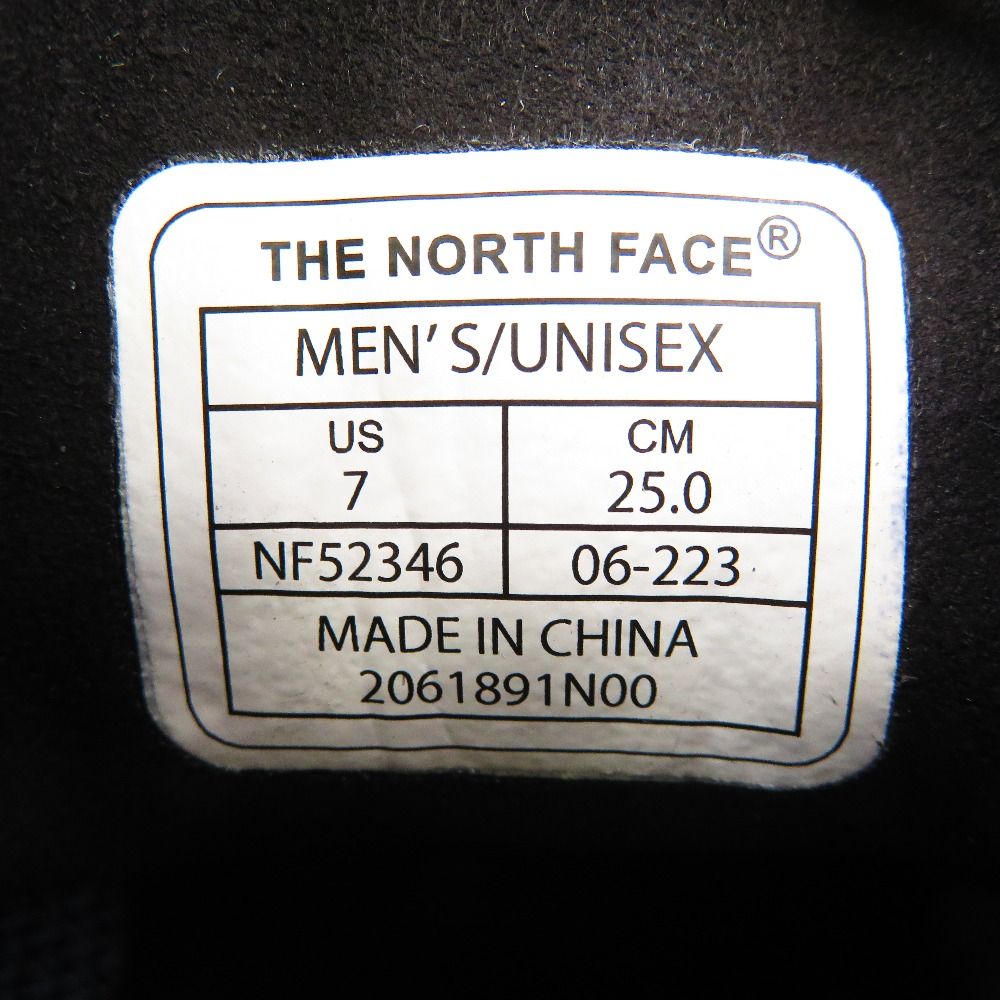 THE NORTH FACE®
MEN'S/UNISEX
US CM
7 25.0
NF52346 06-223
MADE IN CHINA
2061891N00